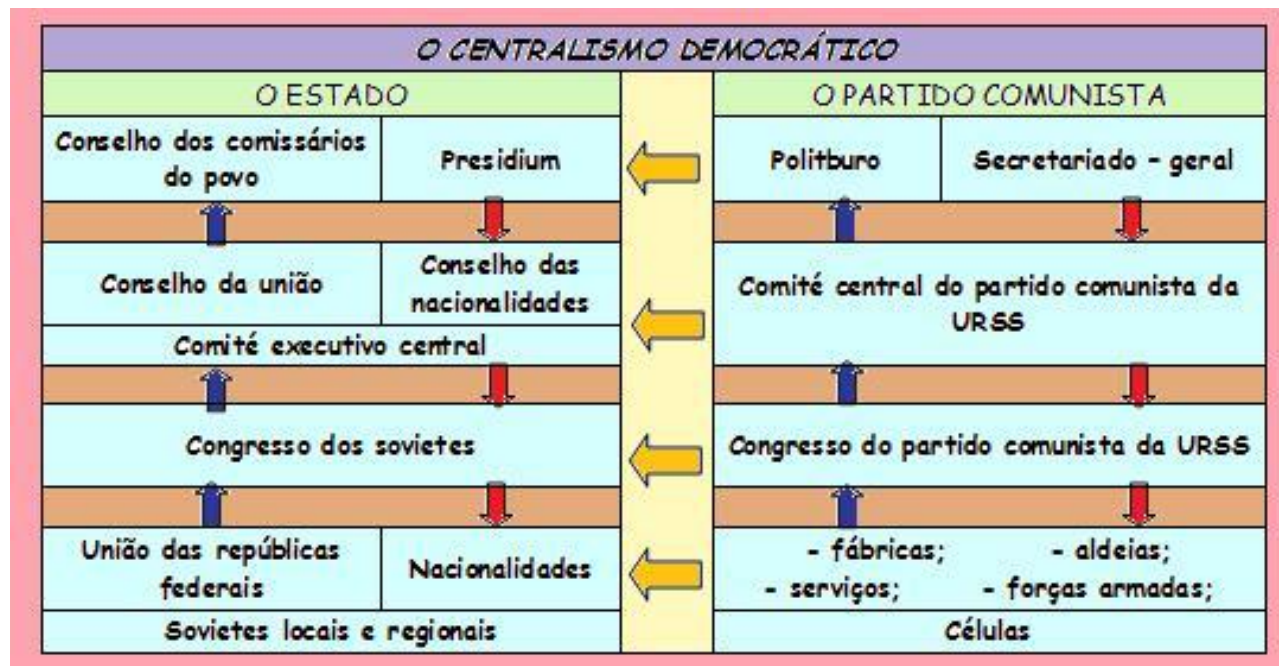 O CENTRALISMO DEMOCRÁTICO
O ESTADO
O PARTIDO COMUNISTA
Conselho dos comissários
do povo
Presidium
Politburo
Secretariado - geral
Conselho da união
Conselho das
nacionalidades
Comité central do partido comunista da
URSS
Comité executivo central
Congresso dos sovietes
Congresso do partido comunista da URSS
União das repúblicas
federais
Nacionalidades
- fábricas; - aldeias;
- serviços; - forças armadas;
Sovietes locais e regionais
Células